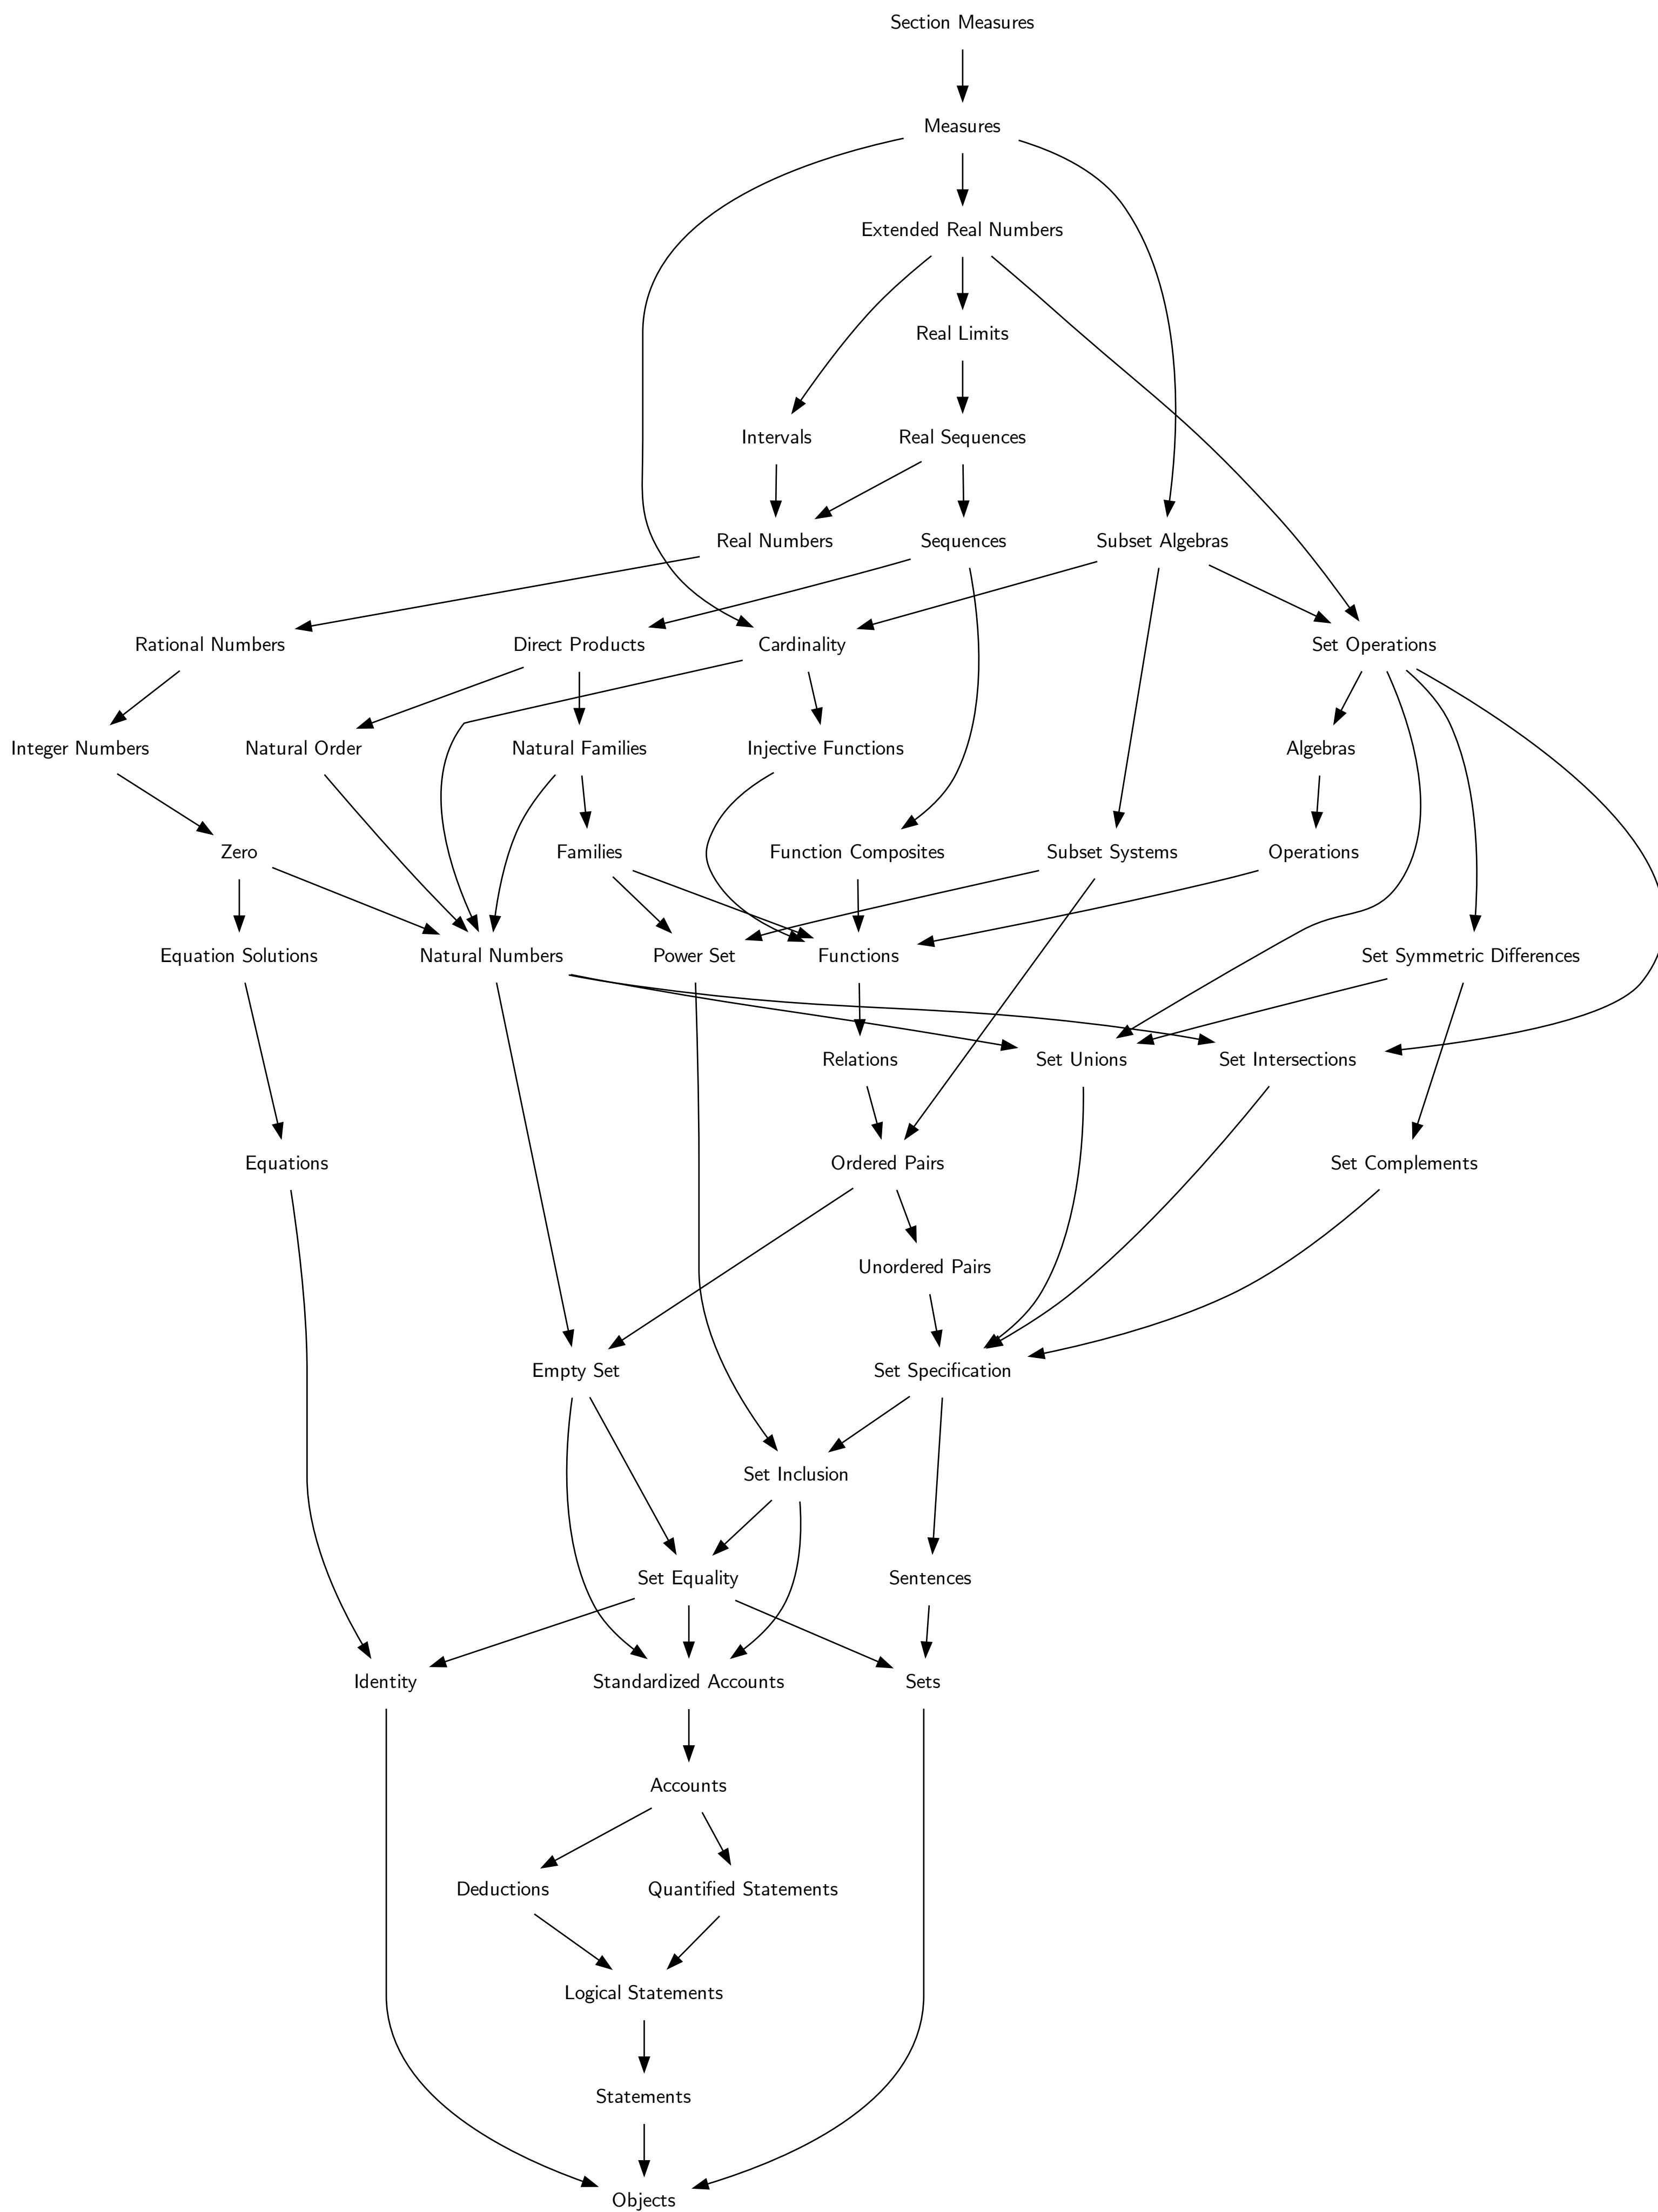 Section Measures
Measures
Extended Real Numbers
Real Limits
Intervals
Real Sequences
Real Numbers
Sequences
Subset Algebras
Rational Numbers
Direct Products
Cardinality
Set Operations
Integer Numbers
Natural Order
Natural Families
Injective Functions
Algebras
Zero
Families
Function Composites
Subset Systems
Operations
Equation Solutions
Natural Numbers
Power Set
Functions
Set Symmetric Differences
Relations
Set Unions
Set Intersections
Equations
Ordered Pairs
Set Complements
Unordered Pairs
Empty Set
Set Specification
Set Inclusion
Set Equality
Sentences
Identity
Standardized Accounts
Sets
Accounts
Deductions
Quantified Statements
Logical Statements
Statements
Objects